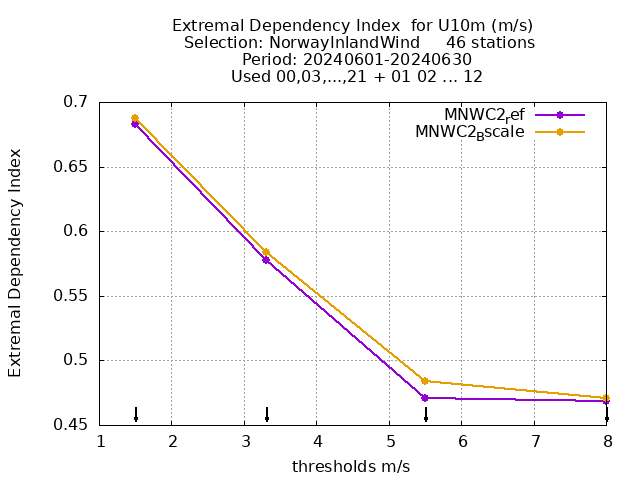 Extremal Dependency Index  for U10m (m/s)
Selection: NorwayInlandWind     46 stations
Period: 20240601-20240630
Used 00,03,...,21 + 01 02 ... 12
MNWC2ref
MNWC2Bscale
0.7
0.65
0.6
0.55
0.5
0.45
Extremal Dependency Index
1 2 3 4 5 6 7 8
thresholds m/s